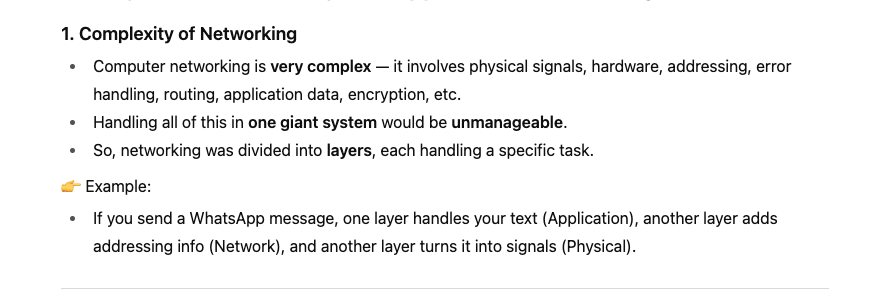 1. Complexity of Networking
• Computer networking is very complex — it involves physical signals, hardware, addressing, error
handling, routing, application data, encryption, etc.
• Handling all of this in one giant system would be unmanageable.
• So, networking was divided into layers, each handling a specific task.
👉 Example:
• If you send a WhatsApp message, one layer handles your text (Application), another layer adds
addressing info (Network), and another layer turns it into signals (Physical).